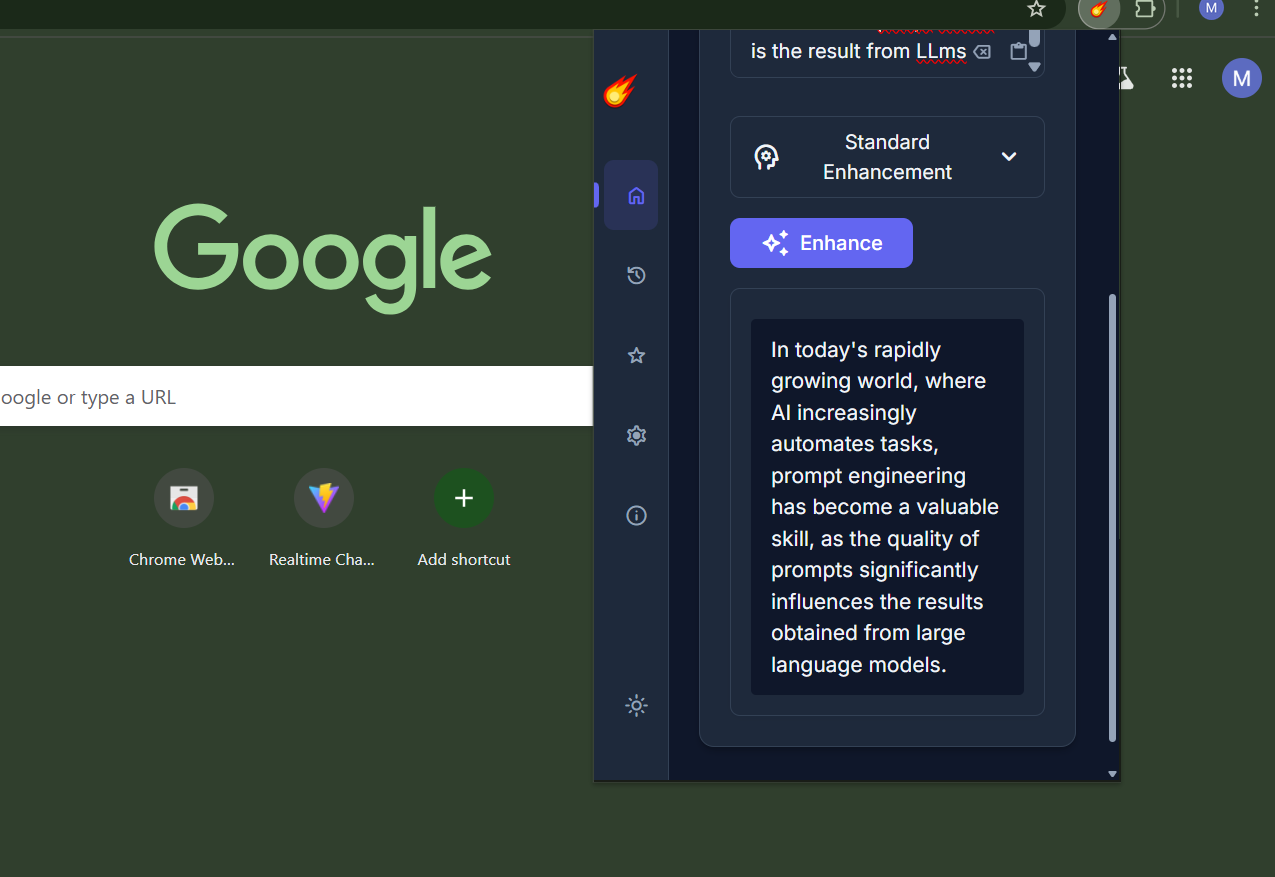 M
is the result from LLms
M
Standard
Enhancement
Enhance
Google
oogle or type a URL
In today's rapidly
growing world, where
AI increasingly
automates tasks,
prompt engineering
has become a valuable
skill, as the quality of
prompts significantly
influences the results
obtained from large
language models.
Chrome Web...
Realtime Cha...
Add shortcut